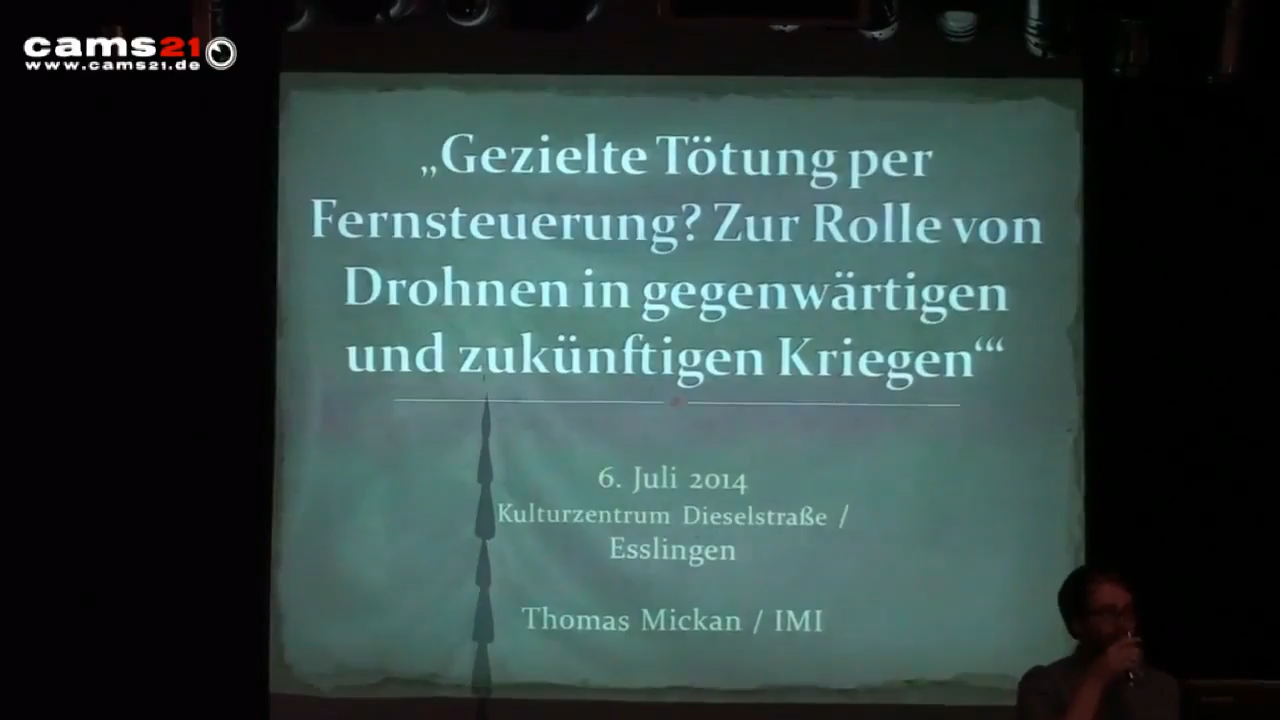 cams21
www.cams21.de
„Gezielte Tötung per
Fernsteuerung? Zur Rolle von
Drohnen in gegenwärtigen
und zukünftigen Kriegen“‘
6. Juli 2014
Kulturzentrum Dieselstraße /
Esslingen
Thomas Mickan / IMI